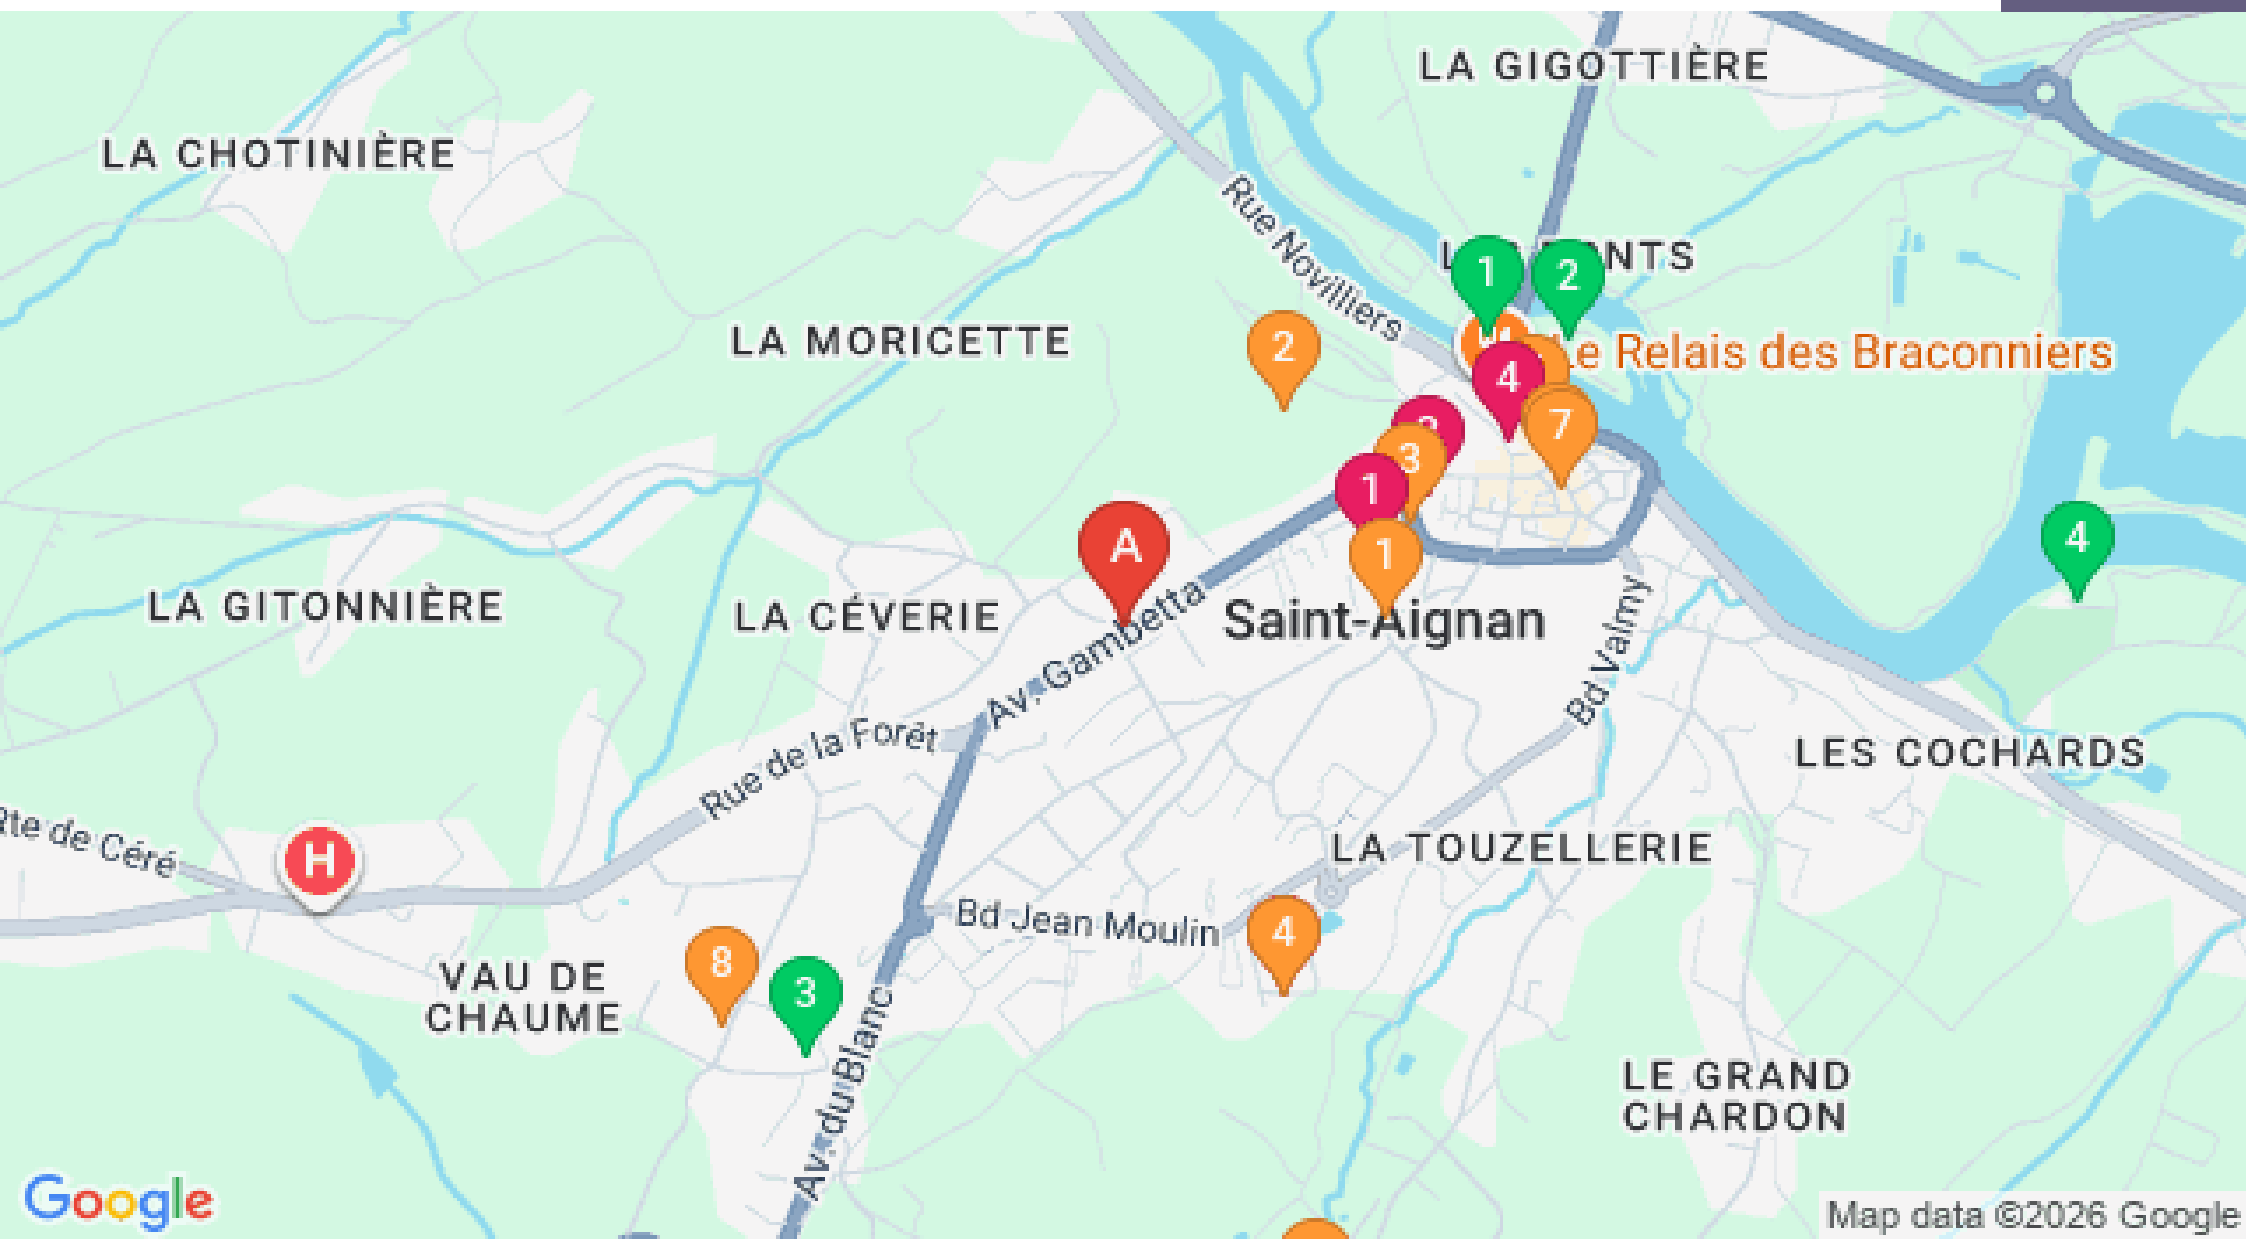 LA GIGOTTIÈRE
LA CHOTINIÈRE
Rue Novilliers
1
2
NTS
2
LA MORICETTE
Le Relais des Braconniers
4
7
3
1
A
1
4
LA GITONNIÈRE
LA CÉVERIE
Saint-Aignan
Av. Gambetta
Bd Valmy
Rue de la Forêt
LES COCHARDS
Rte de Céré
H
LA TOUZELLERIE
Bd Jean Moulin
4
8
3
VAU DE
CHAUME
Av. du Blanc
LE GRAND
CHARDON
Google
Map data ©2026 Google